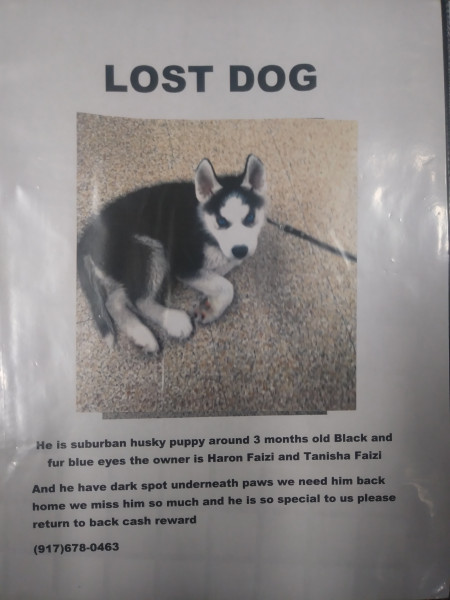 LOST DOG
He is suburban husky puppy around 3 months old Black and
fur blue eyes the owner is Haron Faizi and Tanisha Faizi
And he have dark spot underneath paws we need him back
home we miss him so much and he is so special to us please
return to back cash reward
(917)678-0463